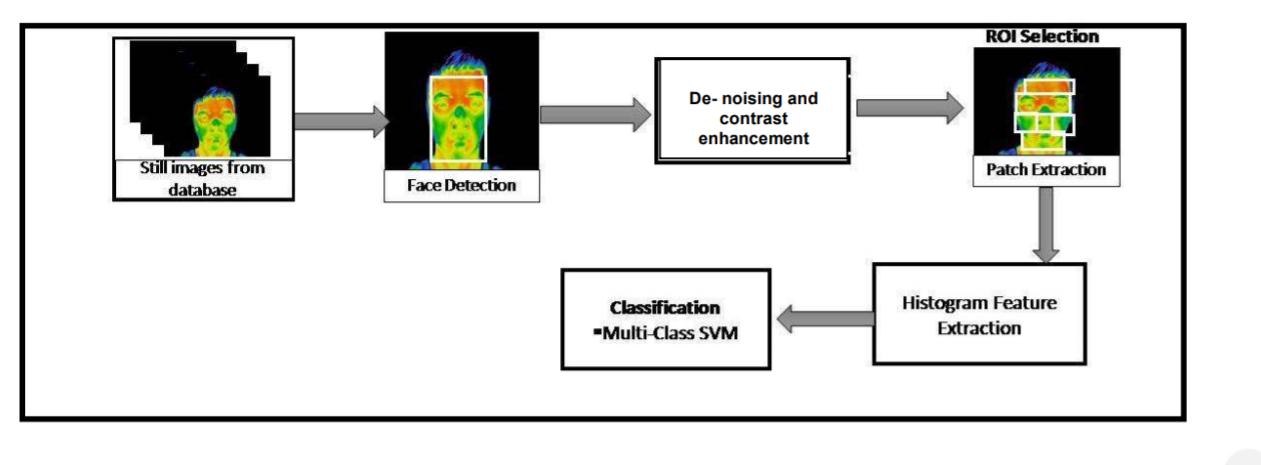 Still images from
database
Face Detection
De- noising and
contrast
enhancement
ROI Selection
Patch Extraction
Histogram Feature
Extraction
Classification
▪Multi-Class SVM